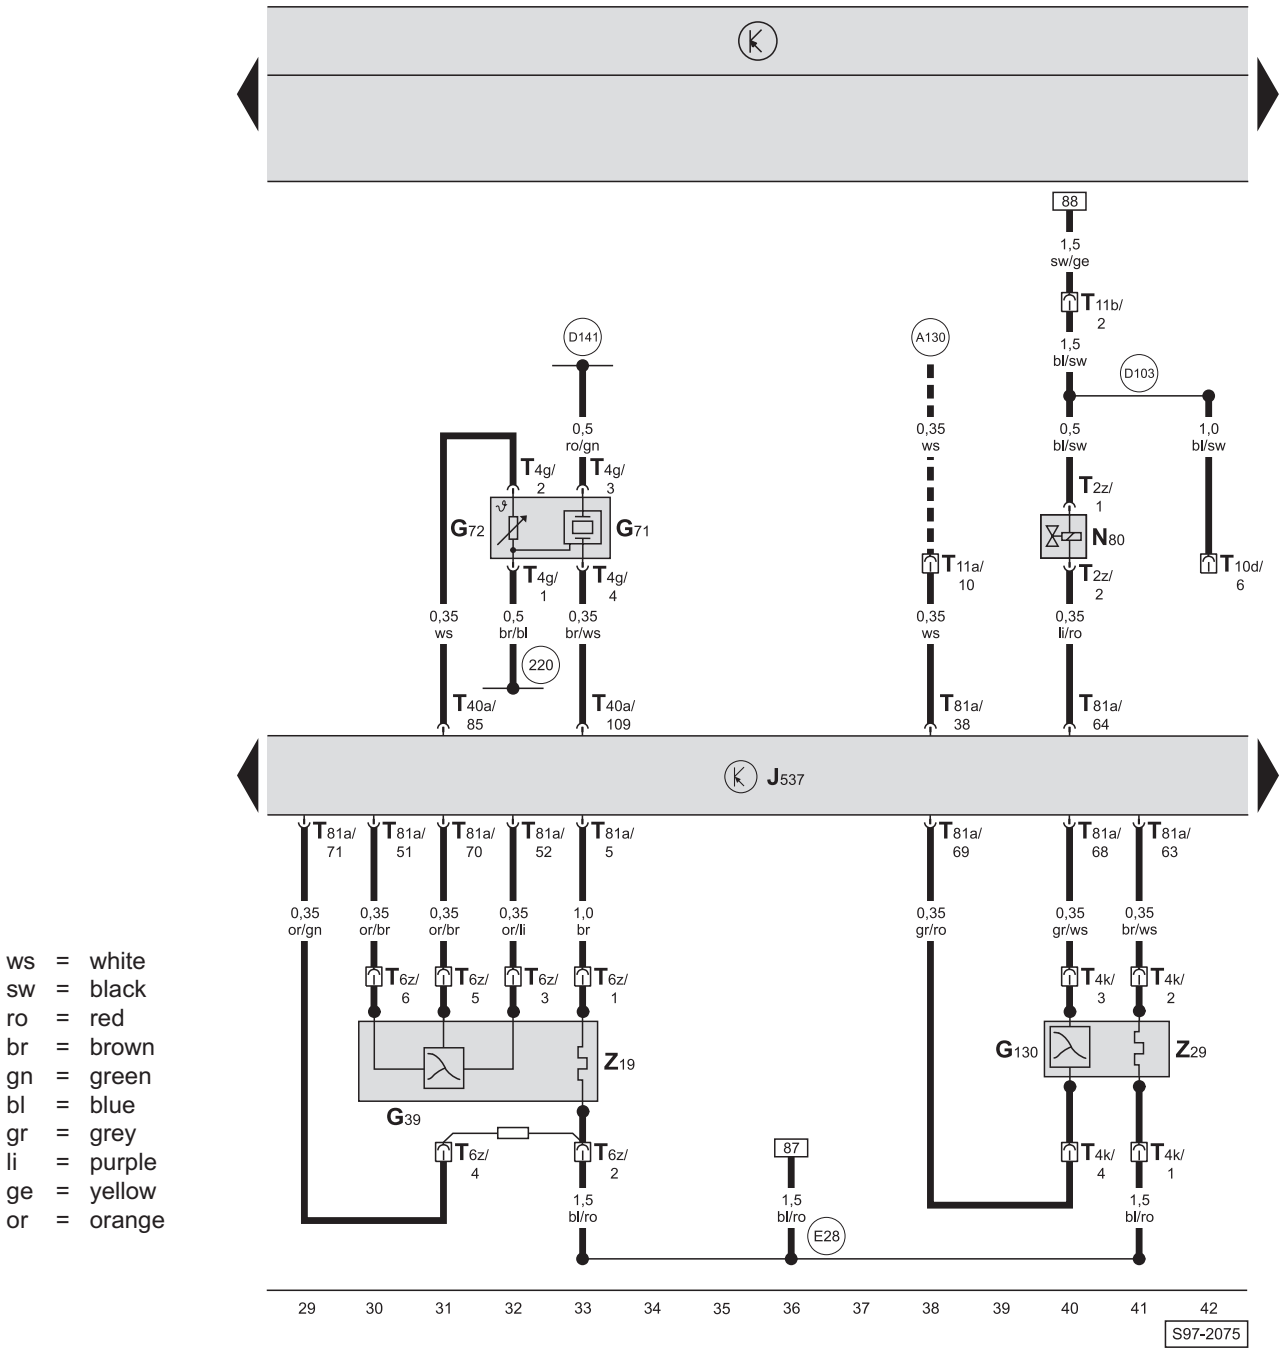 88
1,5
sw/ge
T11b/
2
1,5
bl/sw
D141
A130
D103
0,5
ro/gn
0,35
ws
0,5
bl/sw
1,0
bl/sw
T4g/
2
T4g/
3
T2z/
1
ϑ
G72
G71
N80
T4g/
1
T4g/
4
T11a/
10
T2z/
2
T10d/
6
0,35
ws
0,5
br/bl
0,35
br/ws
0,35
ws
0,35
li/ro
220
T40a/
85
T40a/
109
T81a/
38
T81a/
64
J537
T81a/
71
T81a/
51
T81a/
70
T81a/
52
T81a/
5
T81a/
69
T81a/
68
T81a/
63
0,35
or/gn
0,35
or/br
0,35
or/br
0,35
or/li
1,0
br
0,35
gr/ro
0,35
gr/ws
0,35
br/ws
ws = white
sw = black
ro = red
br = brown
gn = green
bl = blue
gr = grey
li = purple
ge = yellow
or = orange
T6z/
6
T6z/
5
T6z/
3
T6z/
1
T4k/
3
T4k/
2
Z19
G130
Z29
G39
T6z/
4
T6z/
2
87
T4k/
4
T4k/
1
1,5
bl/ro
1,5
bl/ro
1,5
bl/ro
E28
29 30 31 32 33 34 35 36 37 38 39 40 41 42
S97-2075